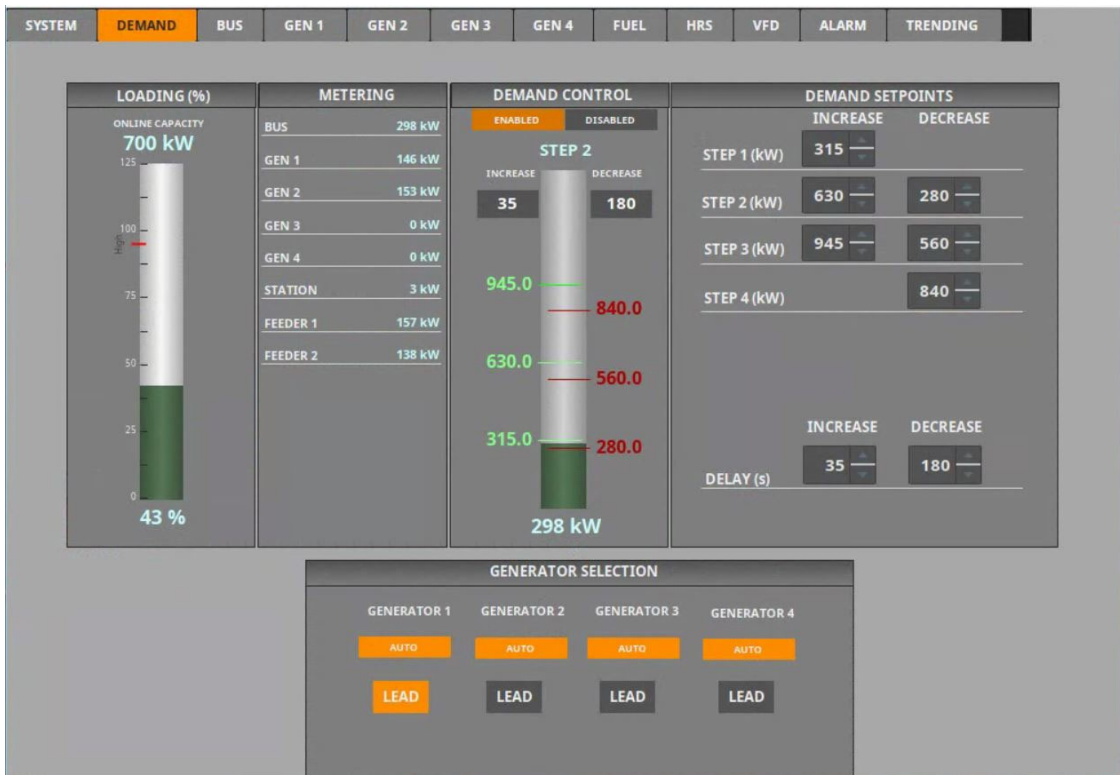 SYSTEM DEMAND BUS GEN 1 GEN 2 GEN 3 GEN 4 FUEL HRS VFD ALARM TRENDING
LOADING (%)
ONLINE CAPACITY
700 kW
125
100
High
75
50
25
0
43 %
METERING
BUS 298 kW
GEN 1 146 kW
GEN 2 153 kW
GEN 3 0 kW
GEN 4 0 kW
STATION 3 kW
FEEDER 1 157 kW
FEEDER 2 138 kW
DEMAND CONTROL
ENABLED DISABLED
STEP 2
INCREASE DECREASE
35 180
945.0
840.0
630.0
560.0
315.0
280.0
298 kW
DEMAND SETPOINTS
INCREASE DECREASE
STEP 1 (kW) 315
STEP 2 (kW) 630 280
STEP 3 (kW) 945 560
STEP 4 (kW) 840
INCREASE DECREASE
DELAY (s) 35 180
GENERATOR SELECTION
GENERATOR 1 GENERATOR 2 GENERATOR 3 GENERATOR 4
AUTO AUTO AUTO AUTO
LEAD LEAD LEAD LEAD